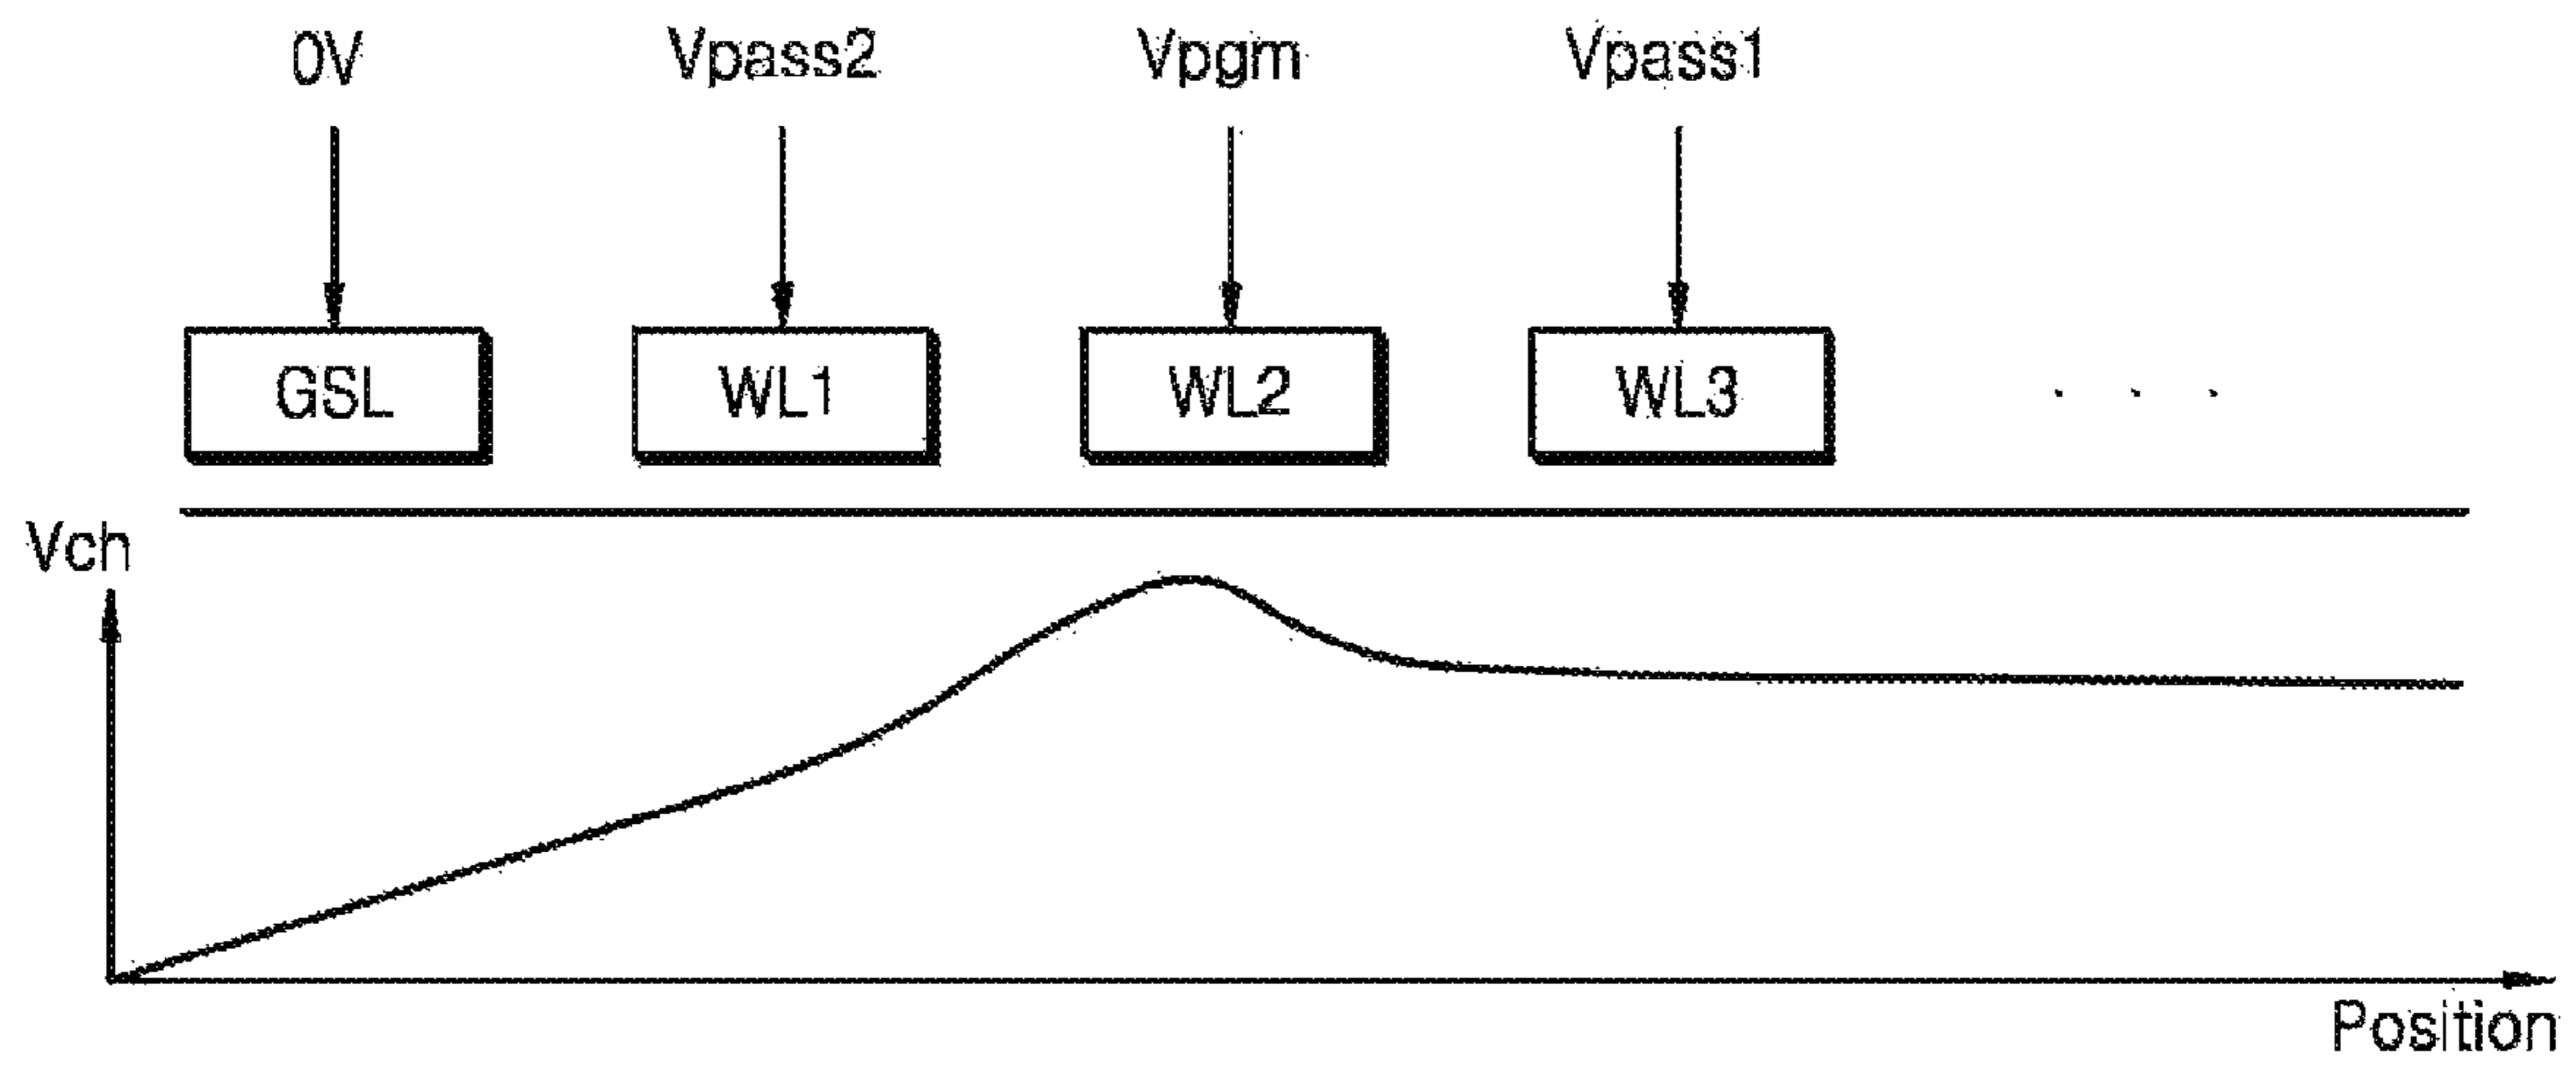 0V Vpass2 Vpgm Vpass1
GSL WL1 WL2 WL3 . . .
Vch
Position